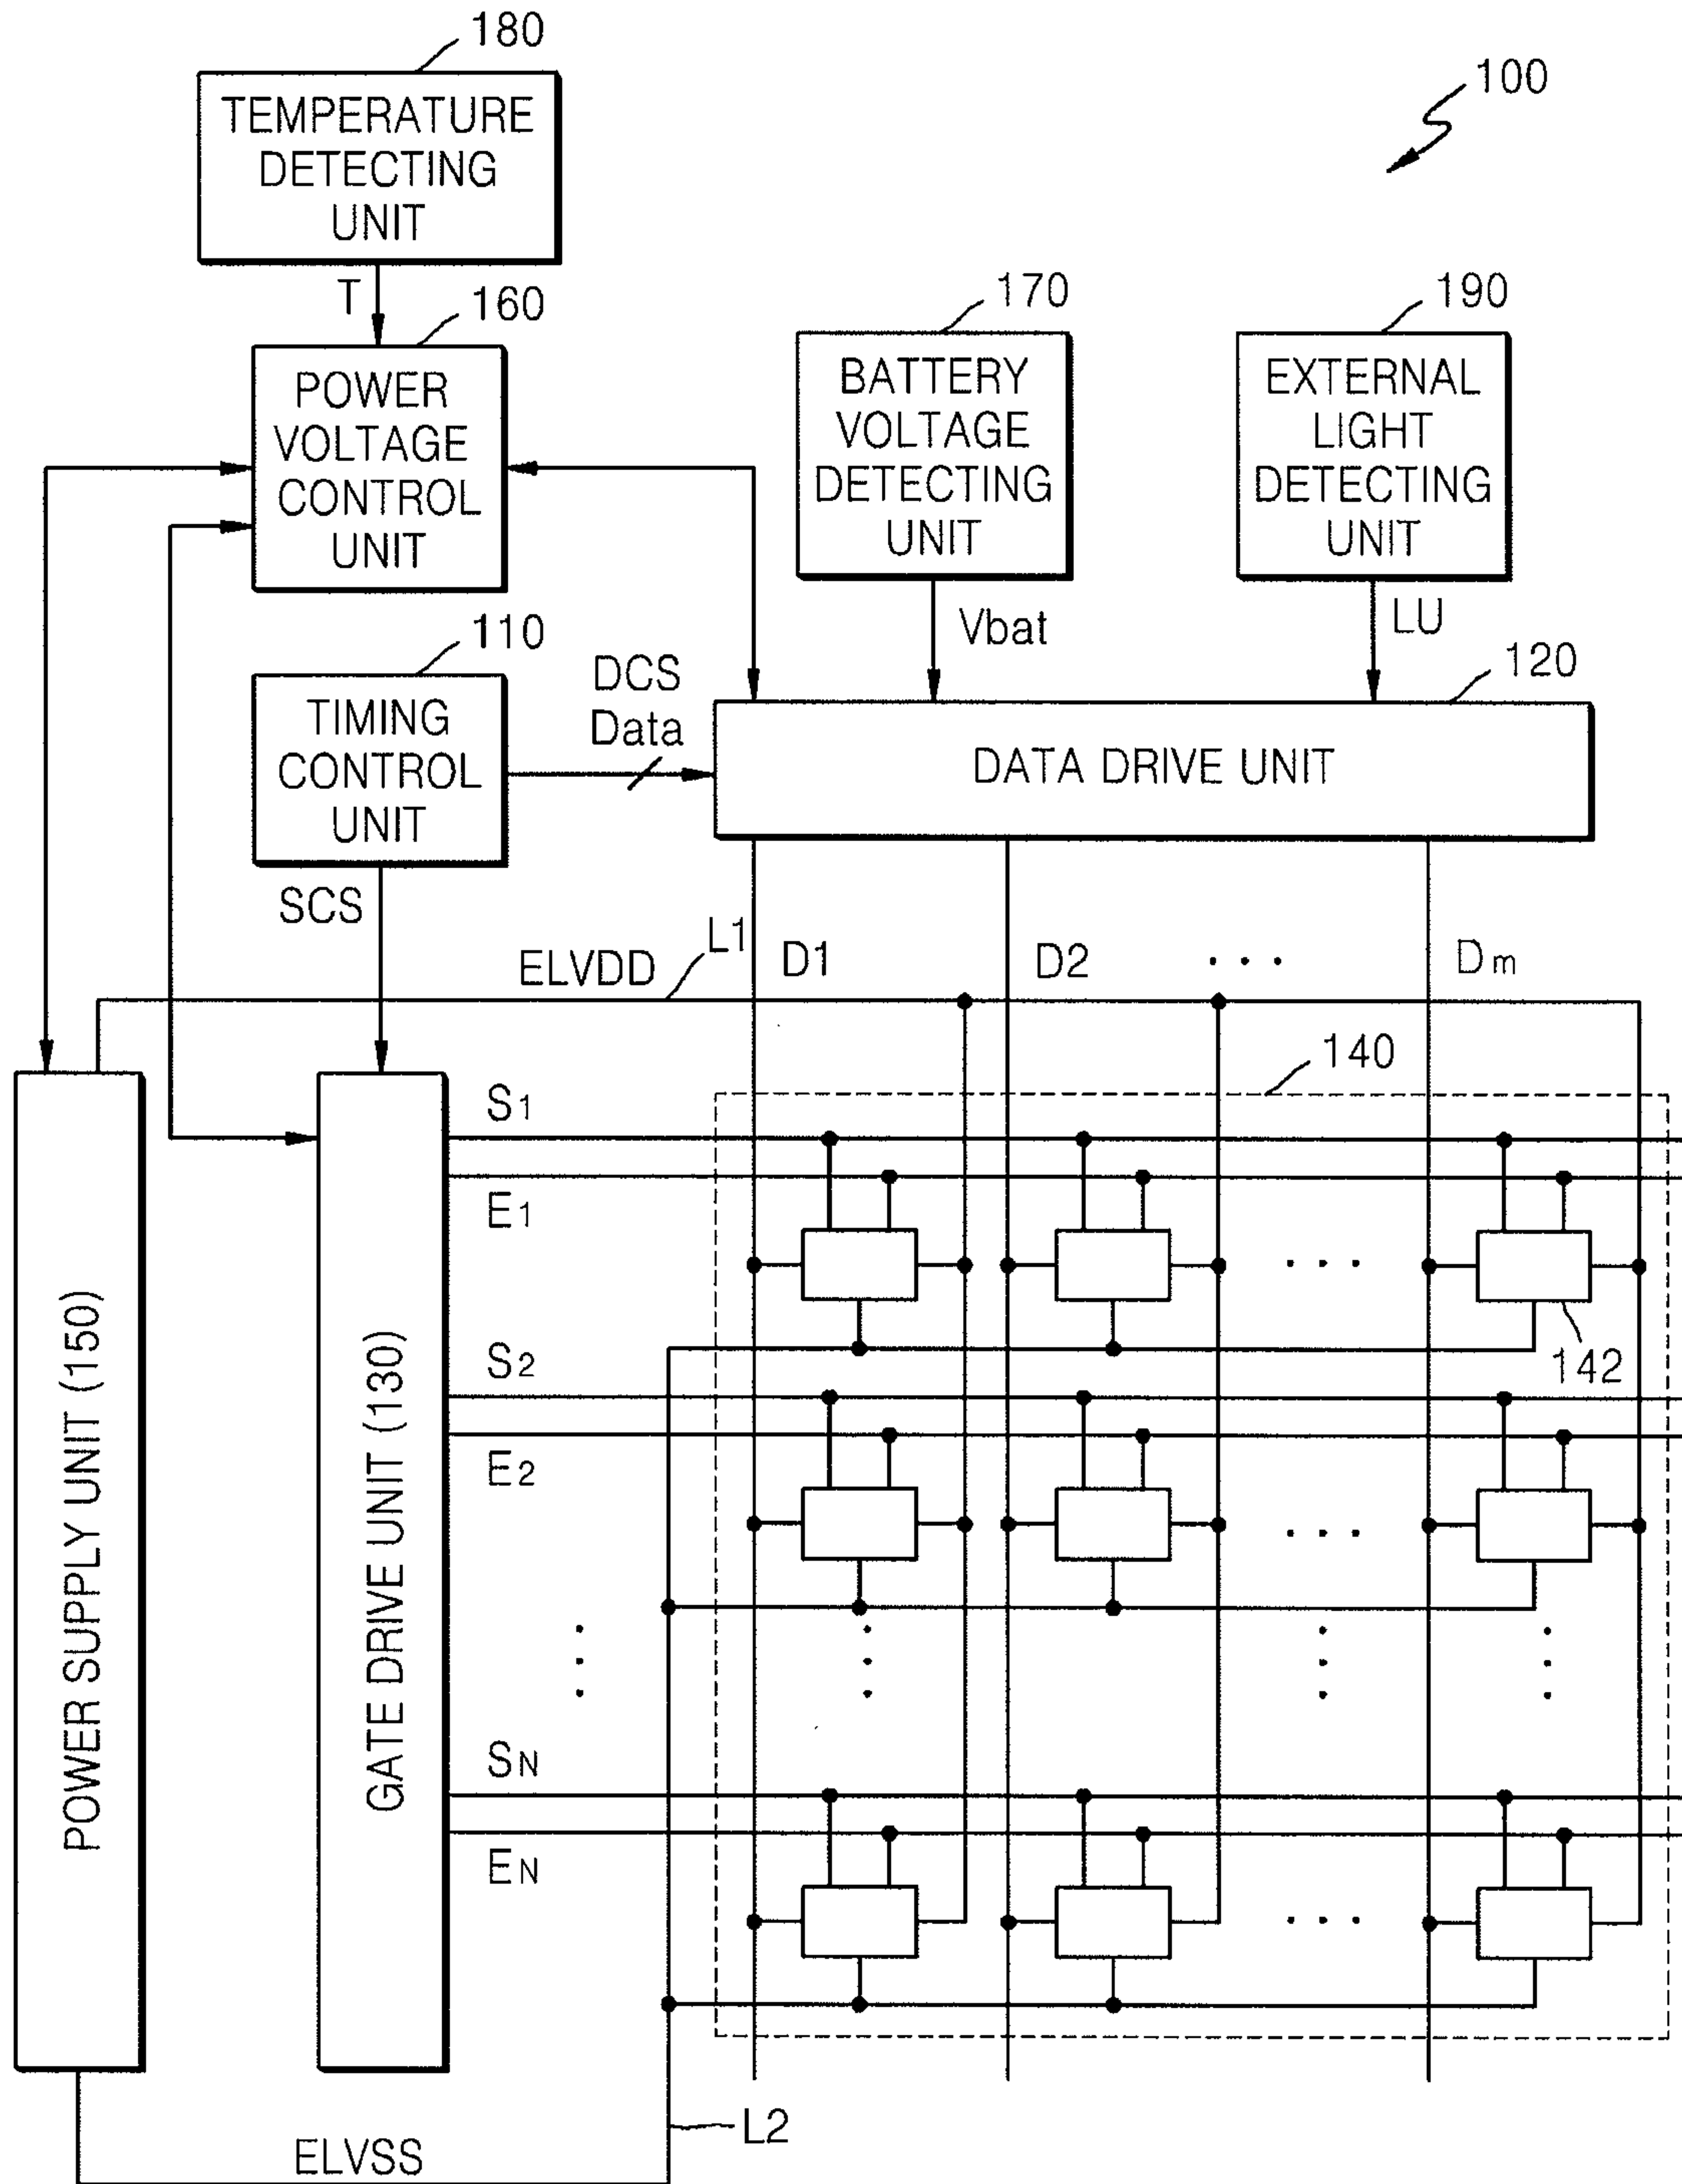 180
100
TEMPERATURE
DETECTING
UNIT
T
160
170
190
POWER
VOLTAGE
CONTROL
UNIT
BATTERY
VOLTAGE
DETECTING
UNIT
EXTERNAL
LIGHT
DETECTING
UNIT
Vbat
LU
110
120
DCS
Data
TIMING
CONTROL
UNIT
DATA DRIVE UNIT
SCS
ELVDD
L1
D1
D2
...
Dm
140
S1
E1
...
142
S2
E2
...
POWER SUPPLY UNIT (150)
GATE DRIVE UNIT (130)
SN
EN
...
L2
ELVSS